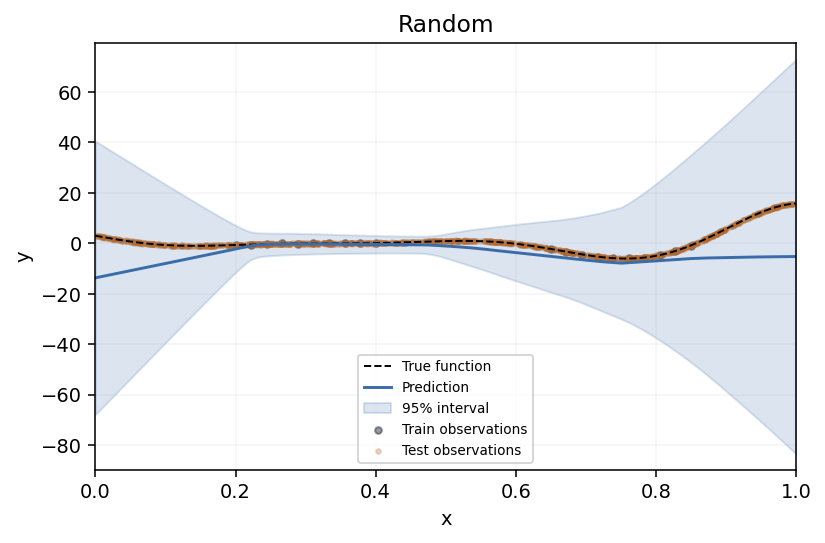 Random
60
40
20
0
−20
−40
−60
−80
y
0.0 0.2 0.4 0.6 0.8 1.0
x
True function
Prediction
95% interval
Train observations
Test observations